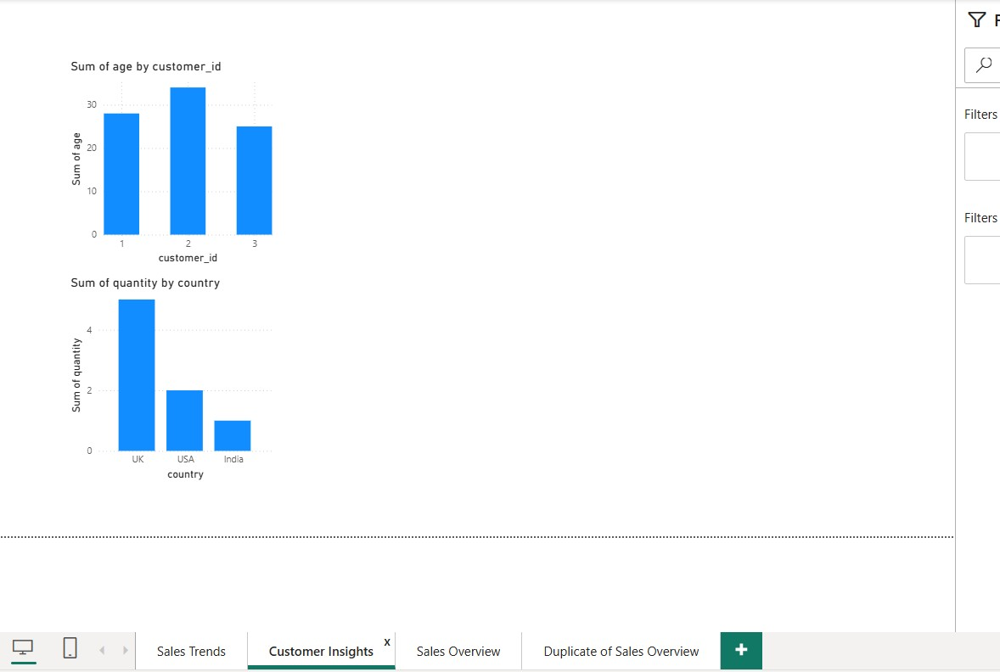 F
Sum of age by customer_id
30
20
10
0
Sum of age
1 2 3
customer_id
Filters
Filters
Sum of quantity by country
4
2
0
Sum of quantity
UK USA India
country
Sales Trends
Customer Insights
x
Sales Overview
Duplicate of Sales Overview
+